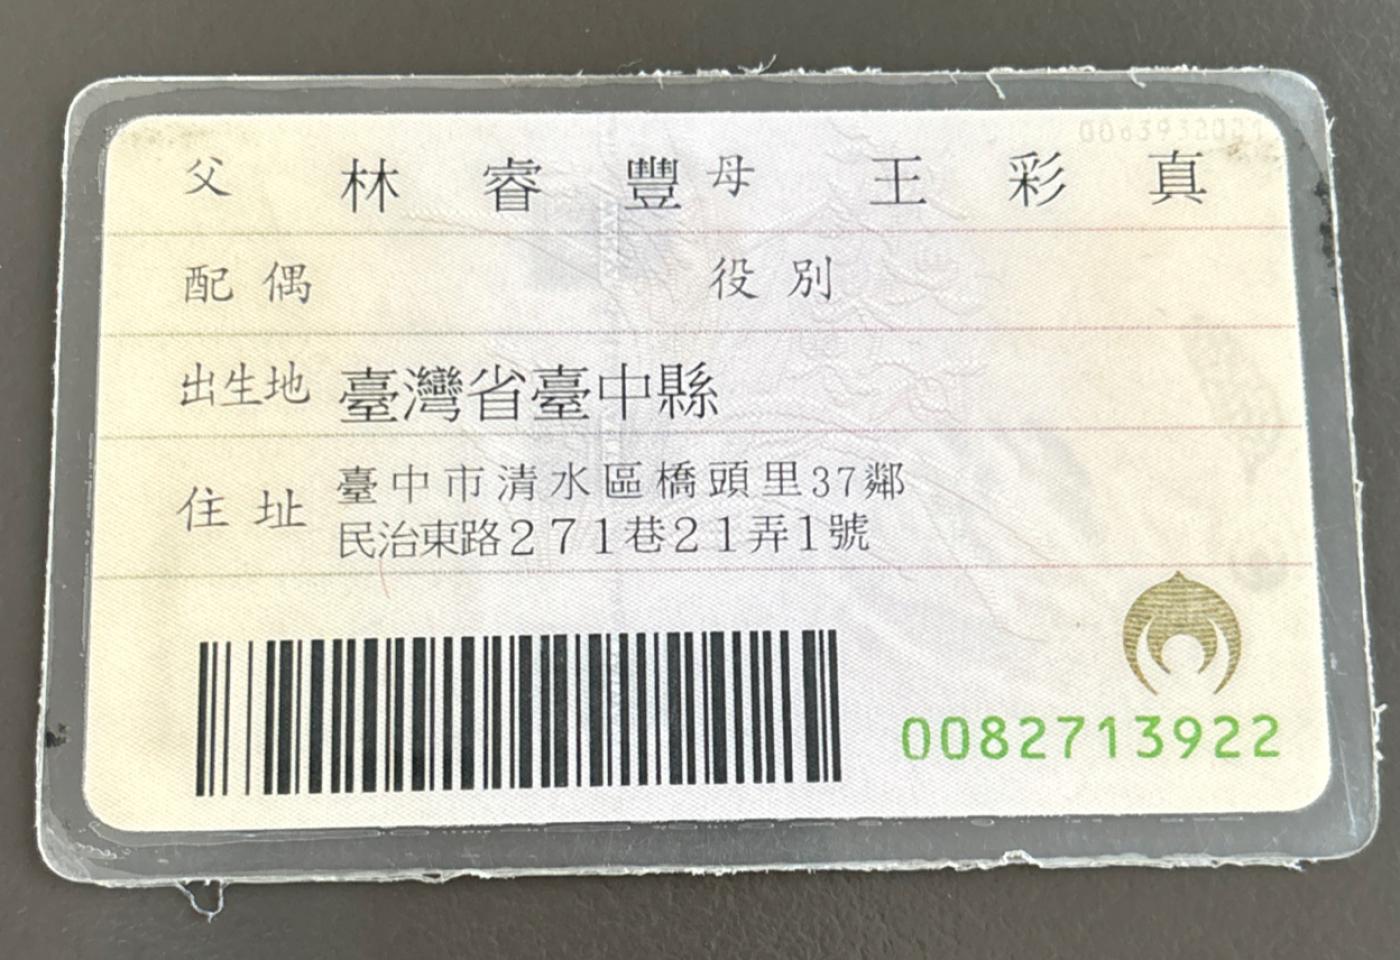 父 林睿豐 母 王彩真
配偶 役別
出生地 臺灣省臺中縣
住址 臺中市清水區橋頭里37鄰
民治東路271巷21弄1號
0082713922